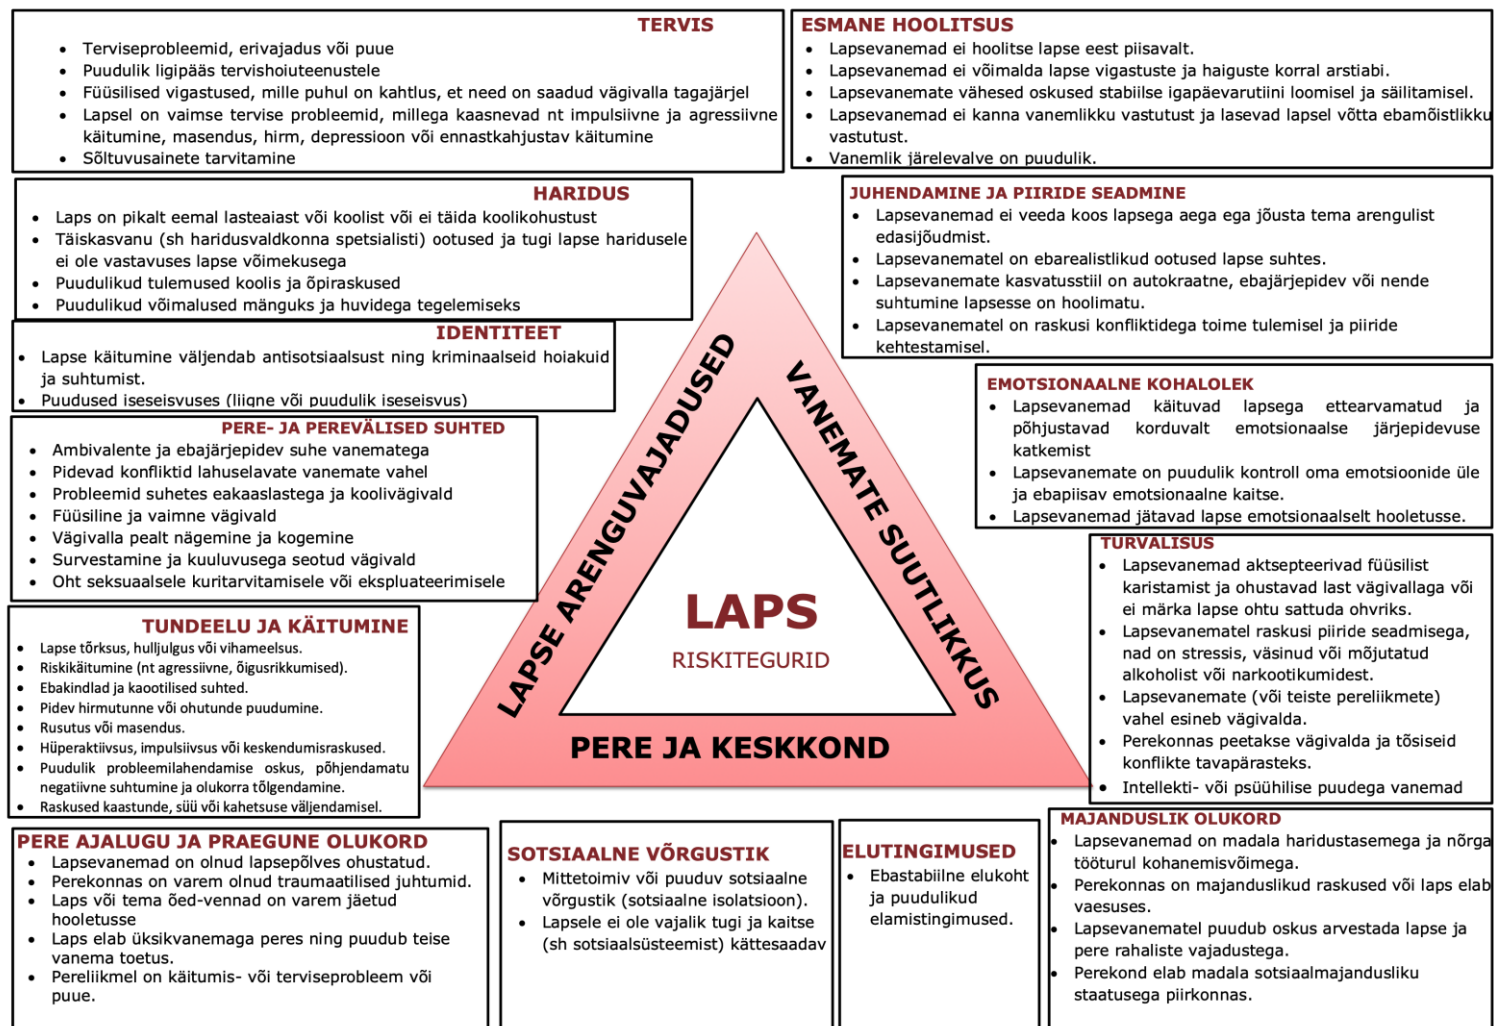 TERVIS
• Terviseprobleemid, erivajadus või puue
• Puudulik ligipääs tervishoiuteenustele
• Füüsilised vigastused, mille puhul on kahtlus, et need on saadud vägivalla tagajärjel
• Lapsel on vaimse tervise probleemid, millega kaasnevad nt impulsiivne ja agressiivne
käitumine, masendus, hirm, depressioon või ennastkahjustav käitumine
• Sõltuvusainete tarvitamine
ESMANE HOOLITSUS
• Lapsevanemad ei hoolitse lapse eest piisavalt.
• Lapsevanemad ei võimalda lapse vigastuste ja haiguste korral arstiabi.
• Lapsevanemate vähesed oskused stabiilse igapäevarutiini loomisel ja säilitamisel.
• Lapsevanemad ei kanna vanemlikku vastutust ja lasevad lapsel võtta ebamõistlikku
vastutust.
• Vanemlik järelevalve on puudulik.
HARIDUS
• Laps on pikalt eemal lasteaiast või koolist või ei täida koolikohustust
• Täiskasvanu (sh haridusvaldkonna spetsialisti) ootused ja tugi lapse haridusele
ei ole vastavuses lapse võimekusega
• Puudulikud tulemused koolis ja õpiraskused
• Puudulikud võimalused mänguks ja huvidega tegelemiseks
JUHENDAMINE JA PIIRIDE SEADMINE
• Lapsevanemad ei veeda koos lapsega aega ega jõusta tema arengulist
edasijõudmist.
• Lapsevanematel on ebarealistlikud ootused lapse suhtes.
• Lapsevanemate kasvatusstiil on autokraatne, ebajärjepidev või nende
suhtumine lapsesse on hoolimatu.
• Lapsevanematel on raskusi konfliktidega toime tulemisel ja piiride
kehtestamisel.
IDENTITEET
• Lapse käitumine väljendab antisotsiaalsust ning kriminaalseid hoiakuid
ja suhtumist.
• Puudused iseseisvuses (liigne või puudulik iseseisvus)
EMOTSIONAALNE KOHALOLEK
• Lapsevanemad käituvad lapsega ettearvamatud ja
põhjustavad korduvalt emotsionaalse järjepidevuse
katkemist
• Lapsevanemate on puudulik kontroll oma emotsioonide üle
ja ebapiisav emotsionaalne kaitse.
• Lapsevanemad jätavad lapse emotsionaalselt hooletusse.
PERE- JA PEREVÄLISED SUHTED
• Ambivalente ja ebajärjepidev suhe vanematega
• Pidevad konfliktid lahuselavate vanemate vahel
• Probleemid suhetes eakaaslastega ja koolivägivald
• Füüsiline ja vaimne vägivald
• Vägivalla pealt nägemine ja kogemine
• Survestamine ja kuuluvusega seotud vägivald
• Oht seksuaalsele kuritarvitamisele või ekspluateerimisele
TURVALISUS
• Lapsevanemad aktsepteerivad füüsilist
karistamist ja ohustavad last vägivallaga või
ei märka lapse ohtu sattuda ohvriks.
• Lapsevanematel raskusi piiride seadmisega,
nad on stressis, väsinud või mõjutatud
alkoholist või narkootikumidest.
• Lapsevanemate (või teiste pereliikmete)
vahel esineb vägivalda.
• Perekonnas peetakse vägivalda ja tõsiseid
konflikte tavapärasteks.
• Intellekti- või psüühilise puudega vanemad
TUNDEELU JA KÄITUMINE
• Lapse tõrksus, hulljulgus või vihameelsus.
• Riskikäitumine (nt agressiivne, õigusrikkumised).
• Ebakindlad ja kaootilised suhted.
• Pidev hirmutunne või ohutunde puudumine.
• Rusutus või masendus.
• Hüperaktiivsus, impulsiivsus või keskendumisraskused.
• Puudulik probleemilahendamise oskus, põhjendamatu
negatiivne suhtumine ja olukorra tõlgendamine.
• Raskused kaastunde, süü või kahetsuse väljendamisel.
LAPSE ARENGUVAJADUSED
VANEMATE SUUTLIKKUS
LAPS
RISKITEGURID
PERE JA KESKKOND
PERE AJALUGU JA PRAEGUNE OLUKORD
• Lapsevanemad on olnud lapsepõlves ohustatud.
• Perekonnas on varem olnud traumaatilised juhtumid.
• Laps või tema õed-vennad on varem jäetud
hooletusse
• Laps elab üksikvanemaga peres ning puudub teise
vanema toetus.
• Pereliikmel on käitumis- või terviseprobleem või
puue.
SOTSIAALNE VÕRGUSTIK
• Mittetoimiv või puuduv sotsiaalne
võrgustik (sotsiaalne isolatsioon).
• Lapsele ei ole vajalik tugi ja kaitse
(sh sotsiaalsüsteemist) kättesaadav
ELUTINGIMUSED
• Ebastabiilne elukoht
ja puudulikud
elamistingimused.
MAJANDUSLIK OLUKORD
• Lapsevanemad on madala haridustasemega ja nõrga
tööturul kohanemisvõimega.
• Perekonnas on majanduslikud raskused või laps elab
vaesuses.
• Lapsevanematel puudub oskus arvestada lapse ja
pere rahaliste vajadustega.
• Perekond elab madala sotsiaalmajandusliku
staatusega piirkonnas.